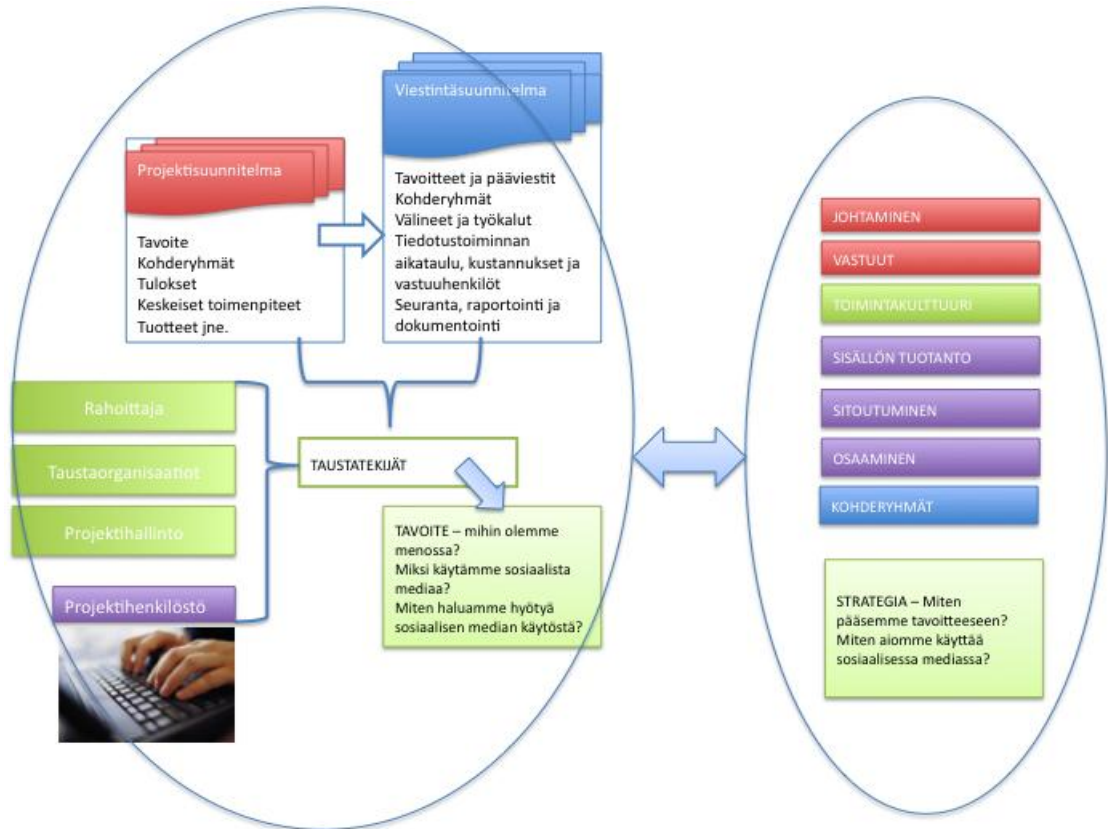 Viestintäsuunnitelma
Projektisuunnitelma
Tavoitteet ja pääviestit
Kohderyhmät
Välineet ja työkalut
Tiedotustoiminnan
aikataulu, kustannukset ja
vastuuhenkilöt
Seuranta, raportointi ja
dokumentointi
Tavoite
Kohderyhmät
Tulokset
Keskeiset toimenpiteet
Tuotteet jne.
Rahoittaja
Taustaorganisaatiot
Projektihallinto
Projektihenkilöstö
TAUSTATEKIJÄT
TAVOITE – mihin olemme
menossa?
Miksi käytämme sosiaalista
mediaa?
Miten haluamme hyötyä
sosiaalisen median käytöstä?
JOHTAMINEN
VASTUUT
TOIMINTAKULTTUURI
SISÄLLÖN TUOTANTO
SITOUTUMINEN
OSAAMINEN
KOHDERYHMÄT
STRATEGIA – Miten
pääsemme tavoitteeseen?
Miten aiomme käyttää
sosiaalisessa mediassa?